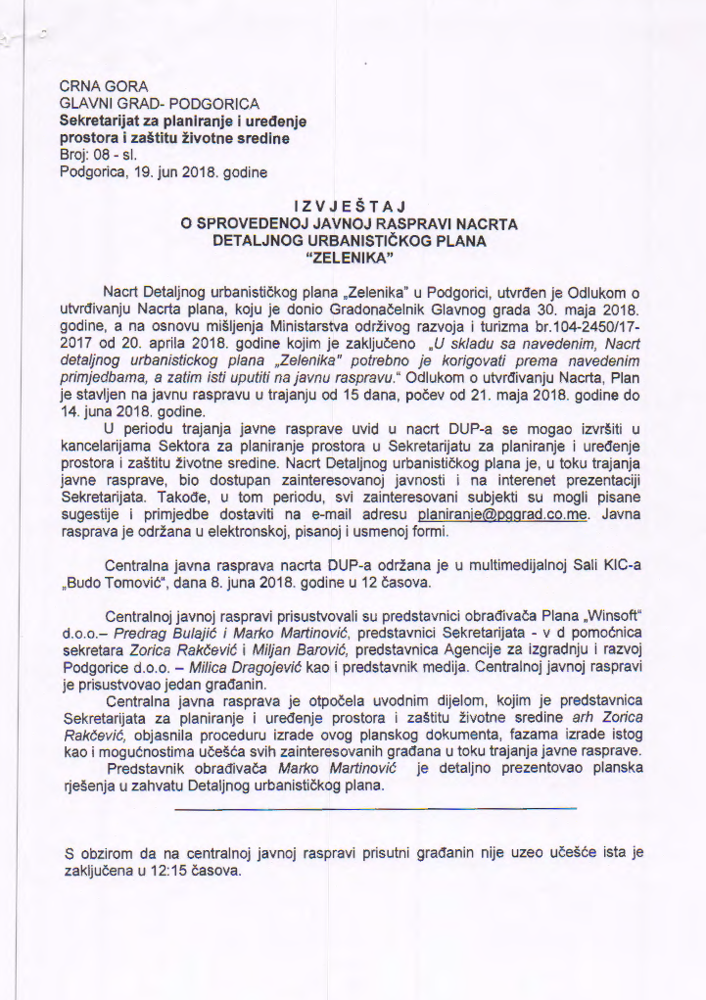 CRNA GORA
GLAVNI GRAD- PODGORICA
Sekretarijat za planiranje i uređenje
prostora i zaštitu životne sredine
Broj: 08 - sl.
Podgorica, 19. jun 2018. godine
I Z V J E Š T A J
O SPROVEDENOJ JAVNOJ RASPRAVI NACRTA
DETALJNOG URBANISTIČKOG PLANA
“ZELENIKA”
Nacrt Detaljnog urbanističkog plana „Zelenika” u Podgorici, utvrđen je Odlukom o
utvrđivanju Nacrta plana, koju je donio Gradonačelnik Glavnog grada 30. maja 2018.
godine, a na osnovu mišljenja Ministarstva održivog razvoja i turizma br.104-2450/17-
2017 od 20. aprila 2018. godine kojim je zaključeno „U skladu sa navedenim, Nacrt
detaljnog urbanistickog plana „Zelenika” potrebno je korigovati prema navedenim
primjedbama, a zatim isti uputiti na javnu raspravu.“ Odlukom o utvrđivanju Nacrta, Plan
je stavljen na javnu raspravu u trajanju od 15 dana, počev od 21. maja 2018. godine do
14. juna 2018. godine.
U periodu trajanja javne rasprave uvid u nacrt DUP-a se mogao izvršiti u
kancelarijama Sektora za planiranje prostora u Sekretarijatu za planiranje i uređenje
prostora i zaštitu životne sredine. Nacrt Detaljnog urbanističkog plana je, u toku trajanja
javne rasprave, bio dostupan zainteresovanoj javnosti i na interenet prezentaciji
Sekretarijata. Takođe, u tom periodu, svi zainteresovani subjekti su mogli pisane
sugestije i primjedbe dostaviti na e-mail adresu planiranje@pggrad.co.me. Javna
rasprava je održana u elektronskoj, pisanoj i usmenoj formi.
Centralna javna rasprava nacrta DUP-a održana je u multimedijalnoj Sali KIC-a
„Budo Tomović“, dana 8. juna 2018. godine u 12 časova.
Centralnoj javnoj raspravi prisustvovali su predstavnici obrađivača Plana „Winsoft“
d.o.o.– Predrag Bulajić i Marko Martinović, predstavnici Sekretarijata - v d pomoćnica
sekretara Zorica Rakčević i Miljan Barović, predstavnica Agencije za izgradnju i razvoj
Podgorice d.o.o. – Milica Dragojević kao i predstavnik medija. Centralnoj javnoj raspravi
je prisustvovao jedan građanin.
Centralna javna rasprava je otpočela uvodnim dijelom, kojim je predstavnica
Sekretarijata za planiranje i uređenje prostora i zaštitu životne sredine arh Zorica
Rakčević, objasnila proceduru izrade ovog planskog dokumenta, fazama izrade istog
kao i mogućnostima učešća svih zainteresovanih građana u toku trajanja javne rasprave.
Predstavnik obrađivača Marko Martinović je detaljno prezentovao planska
rješenja u zahvatu Detaljnog urbanističkog plana.
S obzirom da na centralnoj javnoj raspravi prisutni građanin nije uzeo učešće ista je
zaključena u 12:15 časova.